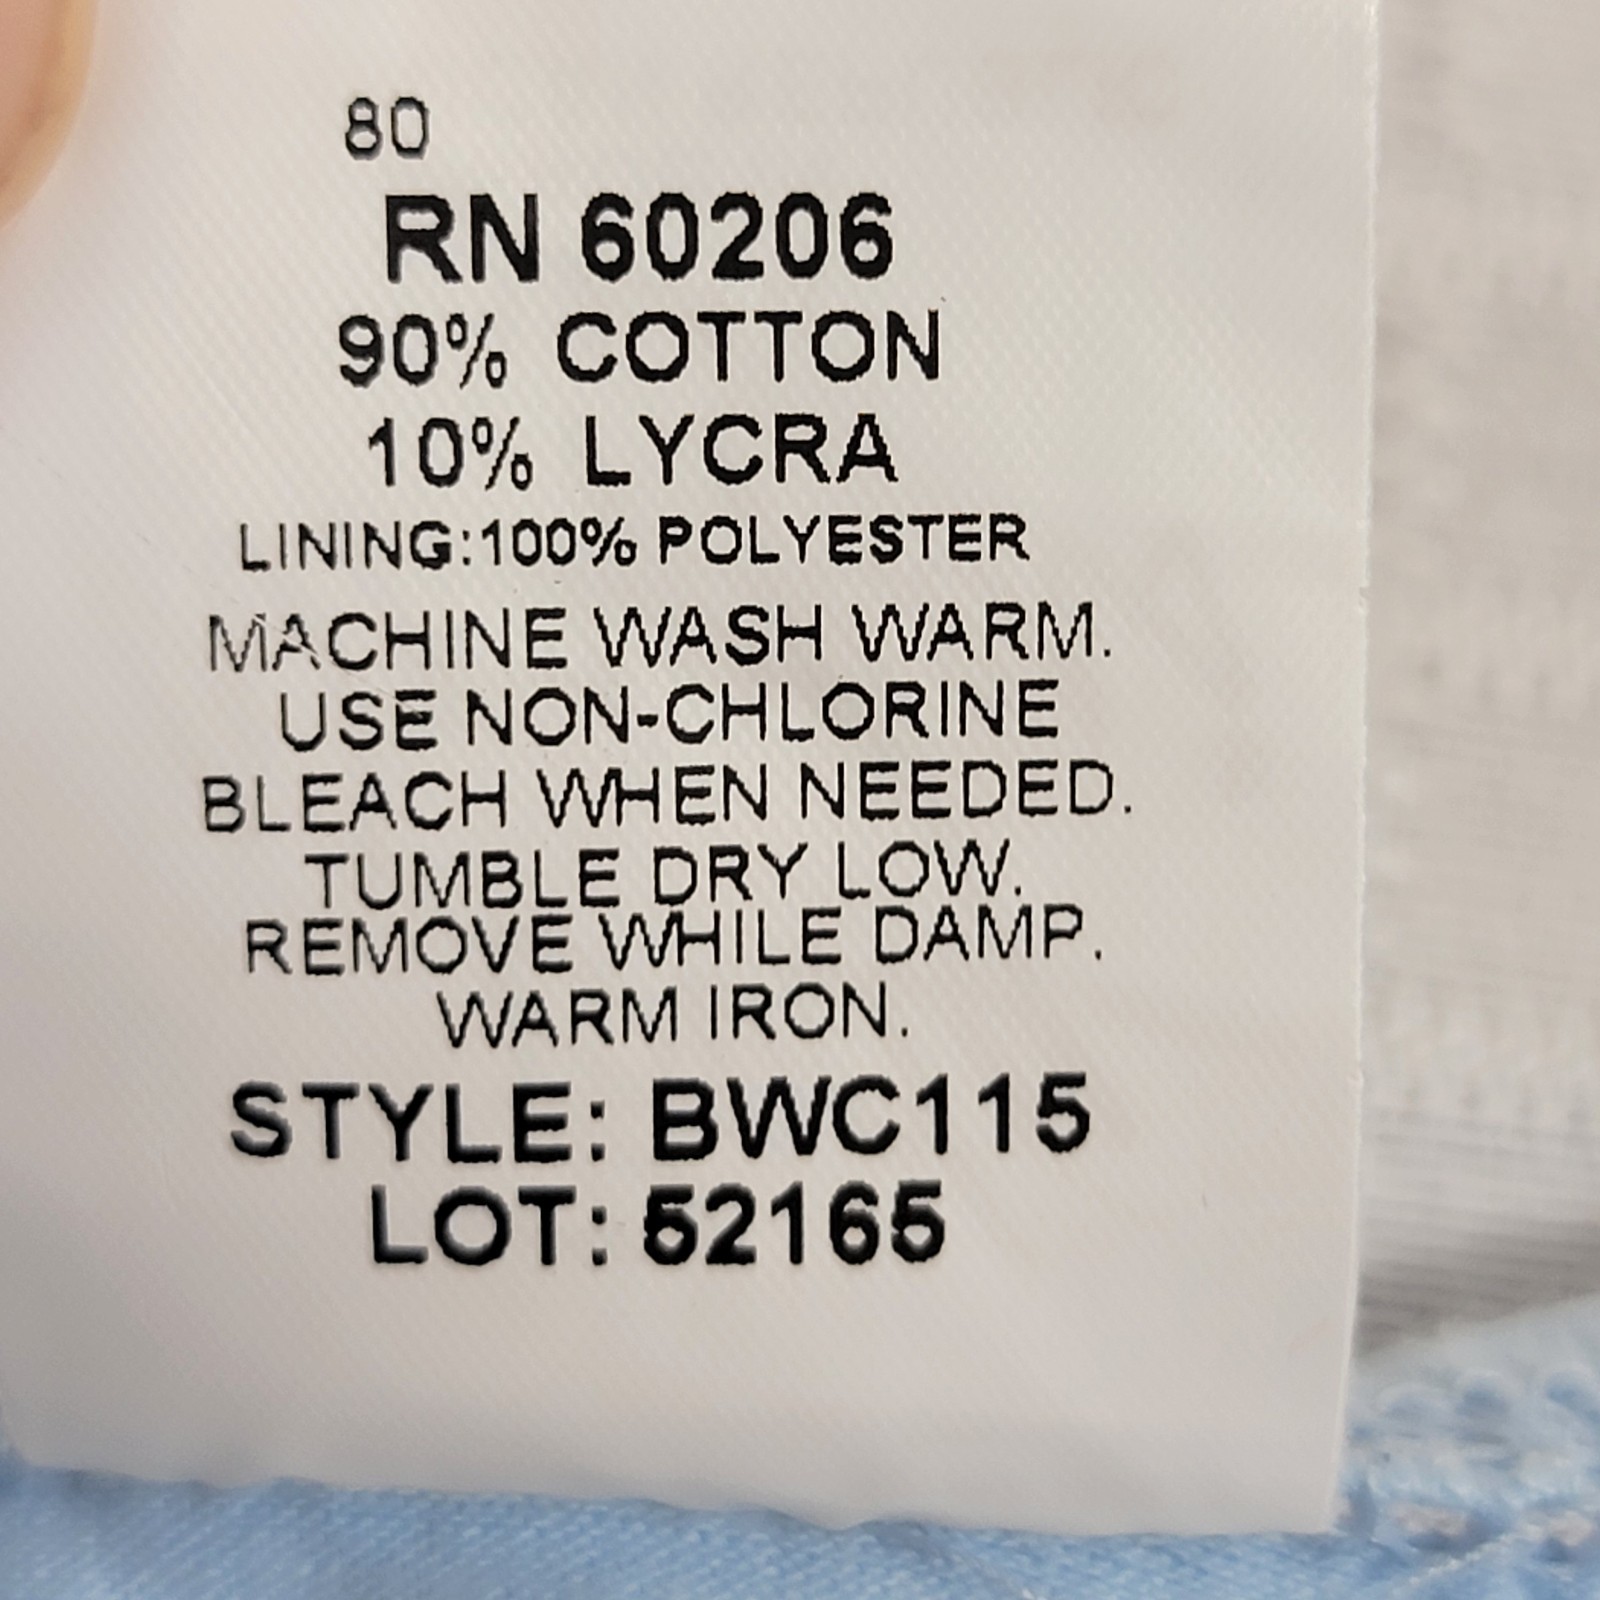 80
RN 60206
90% COTTON
10% LYCRA
LINING:100% POLYESTER
MACHINE WASH WARM.
USE NON-CHLORINE
BLEACH WHEN NEEDED.
TUMBLE DRY LOW.
REMOVE WHILE DAMP.
WARM IRON.
STYLE: BWC115
LOT: 52165